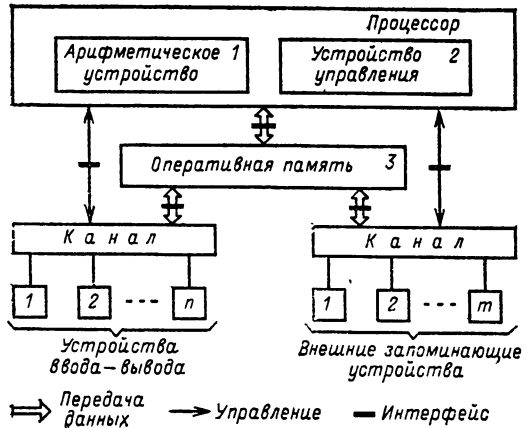 Процессор
Арифметическое 1
устройство
Устройство 2
управления
Оперативная память 3
Канал
Канал
1 2 --- n
1 2 --- m
Устройства
ввода-вывода
Внешние запоминающие
устройства
Передача
данных
Управление
Интерфейс